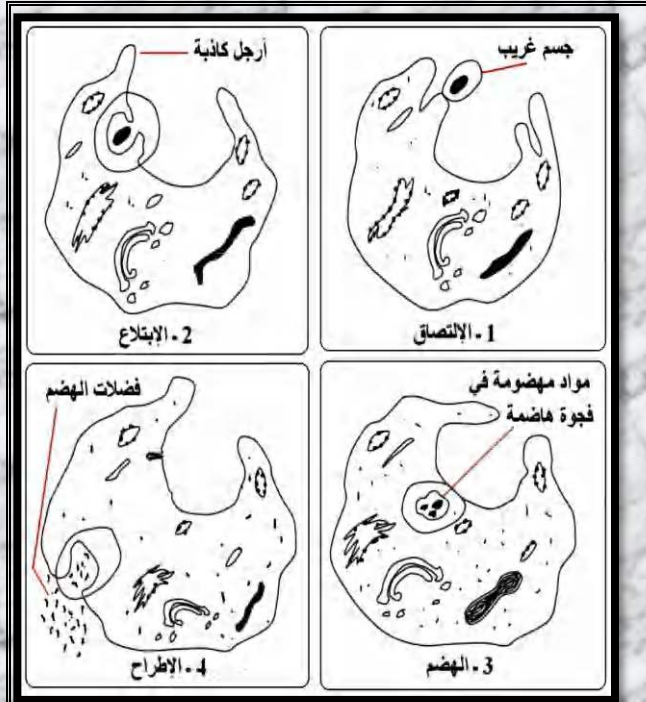 جسم غريب
1 - الإلتصاق
أرجل كاذبة
2 - الإبتلاع
مواد مهضومة في
فجوة هاضمة
3 - الهضم
فضلات الهضم
4 - الإطراح